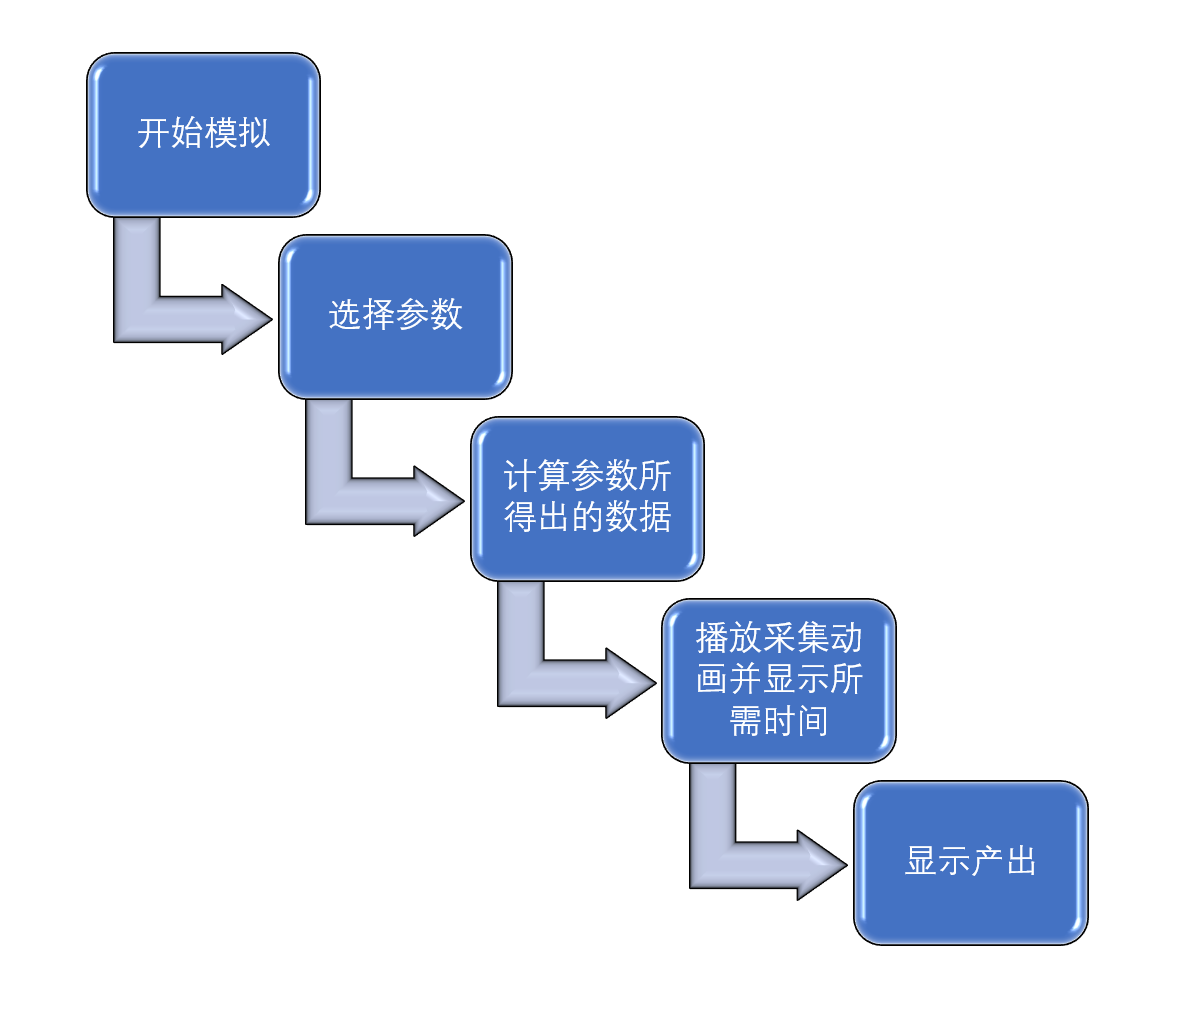 开始模拟
选择参数
计算参数所
得出的数据
播放采集动
画并显示所
需时间
显示产出